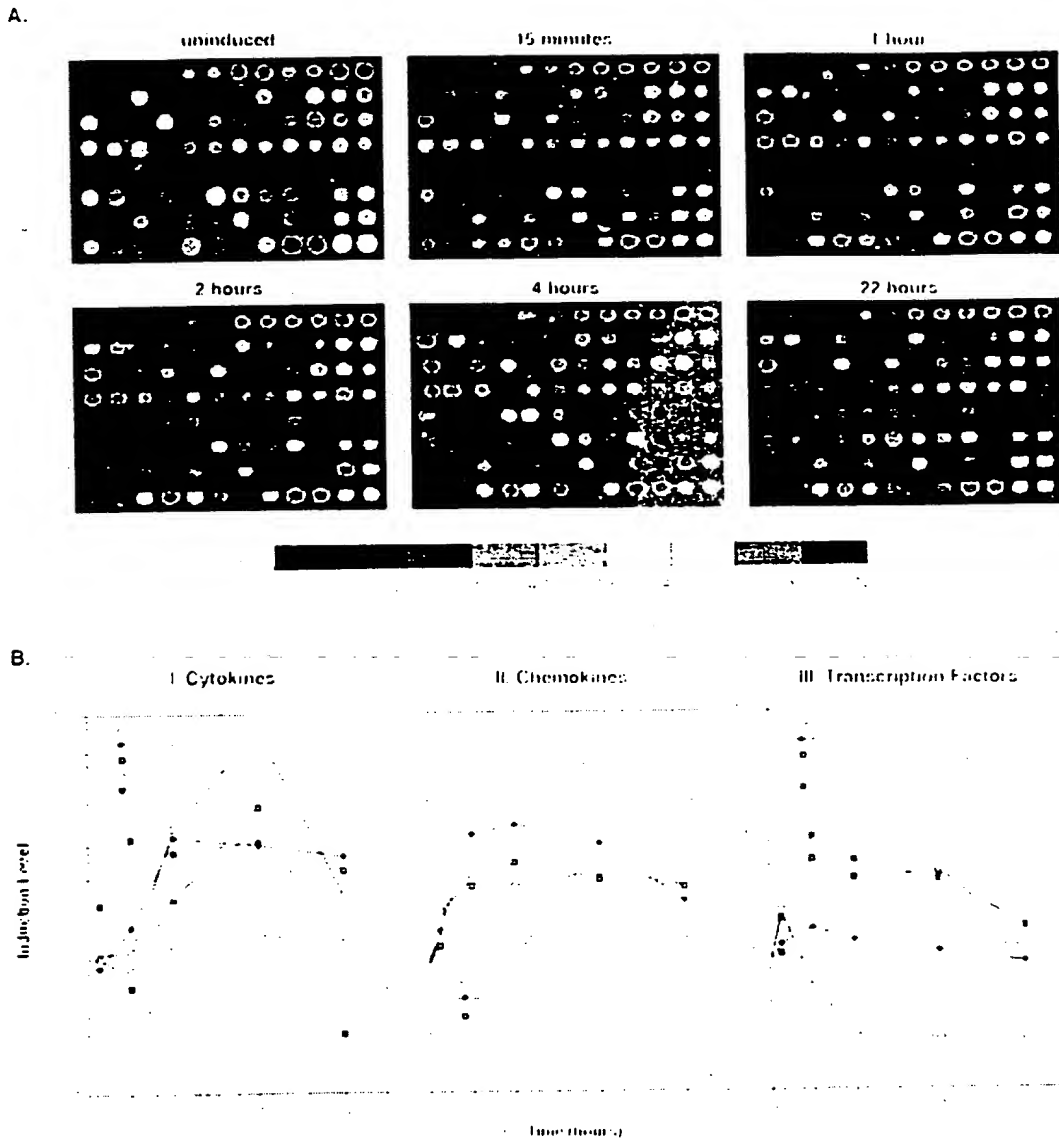 A.
uninduced 15 minutes 1 hour
2 hours 4 hours 22 hours
B.
I. Cytokines II. Chemokines III. Transcription Factors
Induction Level
Time (hours)